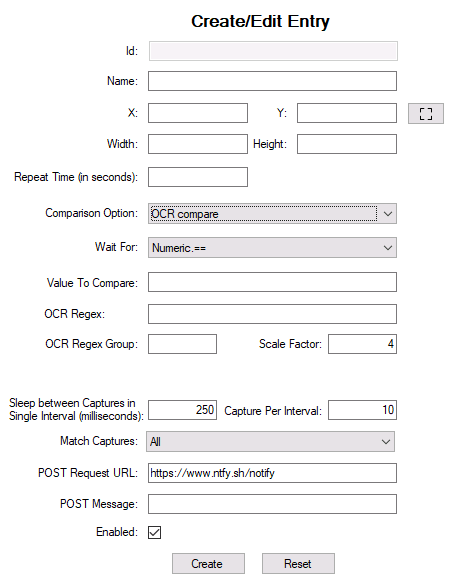 Create/Edit Entry
Id:
Name:
X: Y:
Width: Height:
Repeat Time (in seconds):
Comparison Option: OCR compare
Wait For: Numeric.==
Value To Compare:
OCR Regex:
OCR Regex Group: Scale Factor: 4
Sleep between Captures in
Single Interval (milliseconds): 250 Capture Per Interval: 10
Match Captures: All
POST Request URL: https://www.ntfy.sh/notify
POST Message:
Enabled:
Create Reset